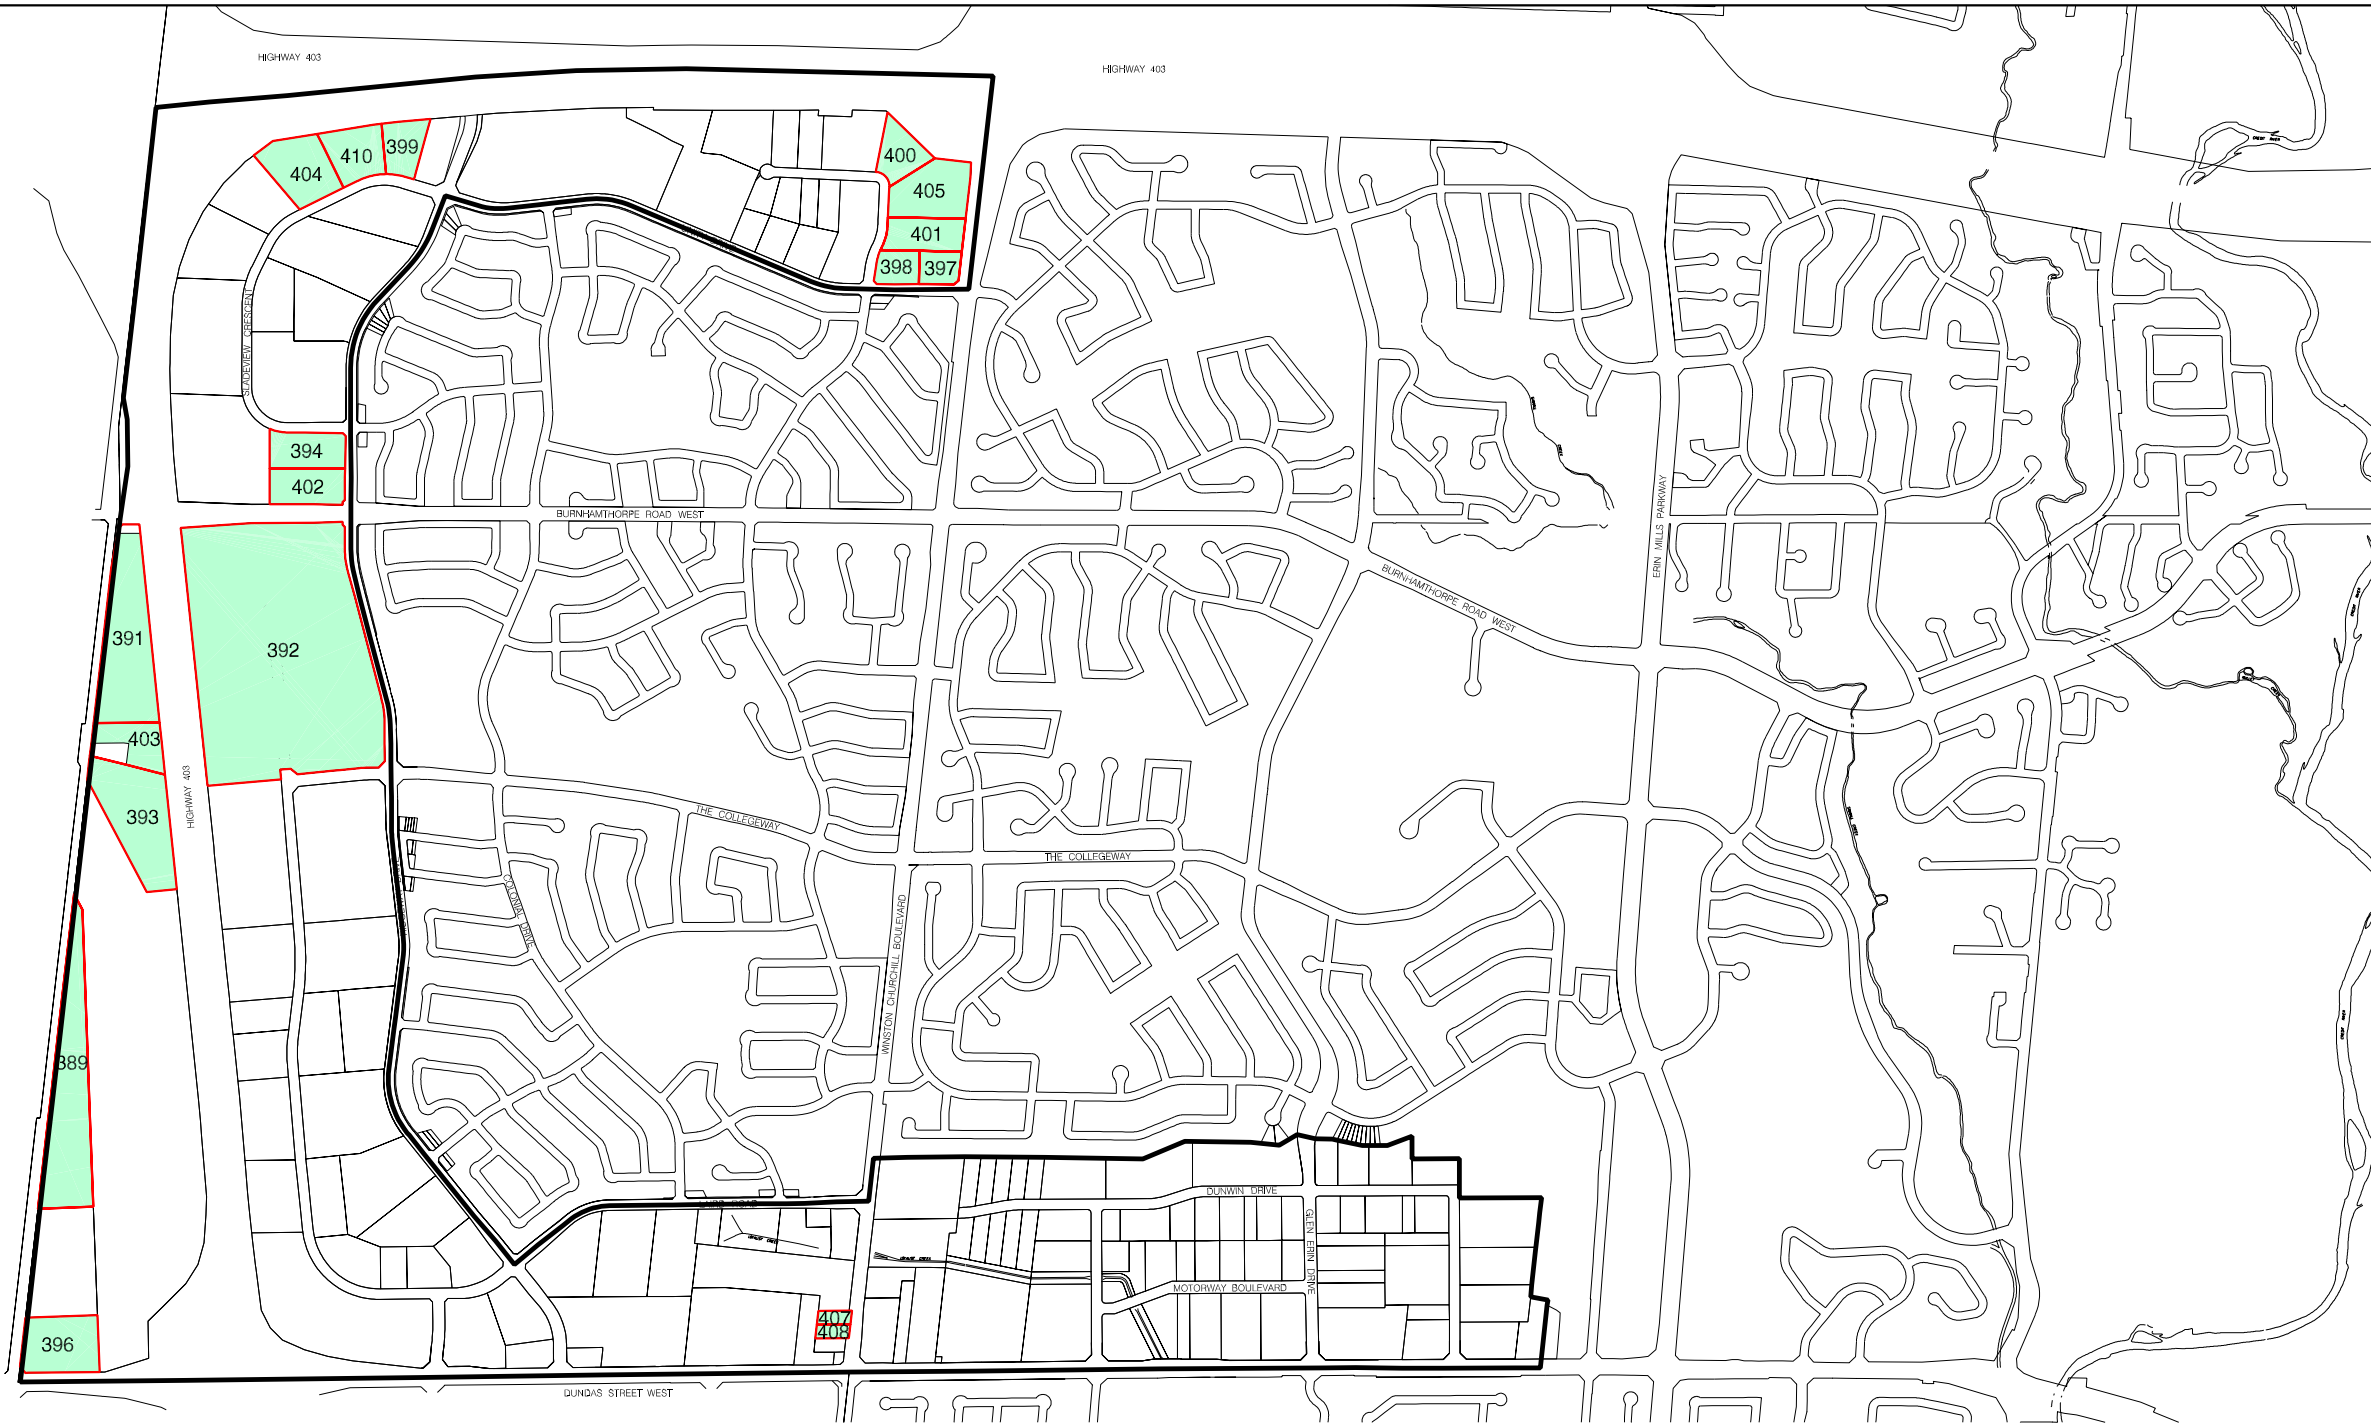 HIGHWAY 403
HIGHWAY 403
399
410
404
400
405
401
398
397
SLADEVIEW CRESCENT
394
402
BURNHAMTHORPE ROAD WEST
ERIN MILLS PARKWAY
BURNHAMTHORPE ROAD WEST
391
392
403
393
HIGHWAY 403
THE COLLEGEWAY
THE COLLEGEWAY
COLONIAL DRIVE
WINSTON CHURCHILL BOULEVARD
389
DUNWIN DRIVE
GLEN ERIN DRIVE
MOTORWAY BOULEVARD
LAIRD ROAD
407
408
396
DUNDAS STREET WEST